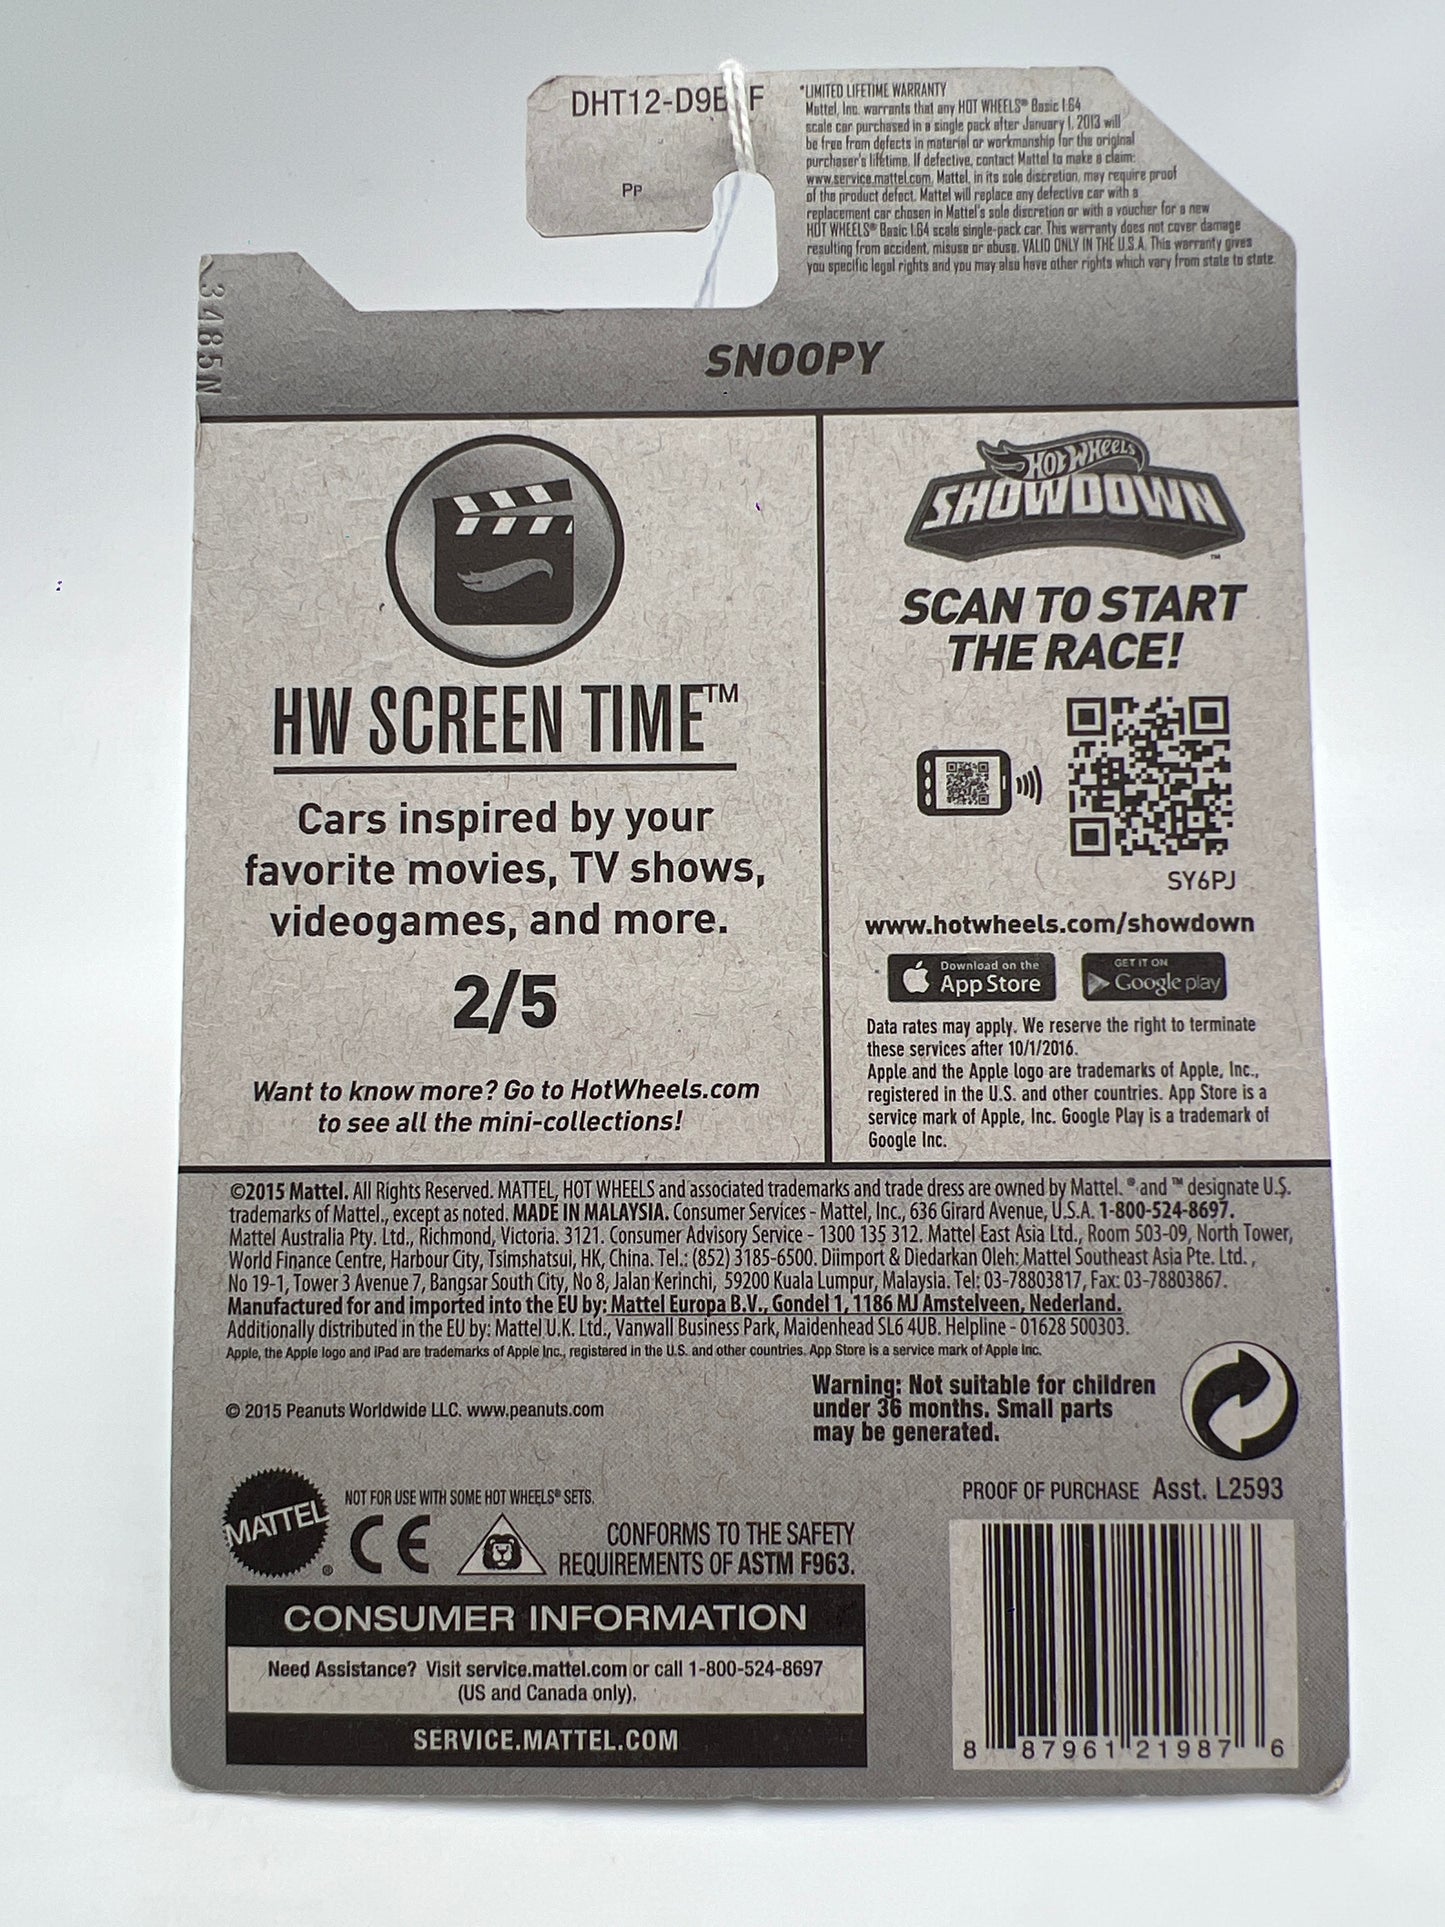 DHT12-D9B F
Pp
*LIMITED LIFETIME WARRANTY
Mattel, Inc. warrants that any HOT WHEELS® Basic 1:64
scale car purchased in a single pack after January 1, 2013 will
be free from defects in material or workmanship for the original
purchaser's lifetime. If defective, contact Mattel to make a claim:
www.service.mattel.com. Mattel, in its sole discretion, may require proof
of the product defect. Mattel will replace any defective car with a
replacement car chosen in Mattel's sole discretion or with a voucher for a new
HOT WHEELS® Basic 1:64 scale single-pack car. This warranty does not cover damage
resulting from accident, misuse or abuse. VALID ONLY IN THE U.S.A. This warranty gives
you specific legal rights and you may also have other rights which vary from state to state.
3485N
SNOOPY
HW SCREEN TIME™
Cars inspired by your
favorite movies, TV shows,
videogames, and more.
2/5
Want to know more? Go to HotWheels.com
to see all the mini-collections!
HOT WHEELS
SHOWDOWN
™
SCAN TO START
THE RACE!
SY6PJ
www.hotwheels.com/showdown
Download on the
App Store
GET IT ON
Google play
Data rates may apply. We reserve the right to terminate
these services after 10/1/2016.
Apple and the Apple logo are trademarks of Apple, Inc.,
registered in the U.S. and other countries. App Store is a
service mark of Apple, Inc. Google Play is a trademark of
Google Inc.
©2015 Mattel. All Rights Reserved. MATTEL, HOT WHEELS and associated trademarks and trade dress are owned by Mattel. ® and ™ designate U.S.
trademarks of Mattel., except as noted. MADE IN MALAYSIA. Consumer Services - Mattel, Inc., 636 Girard Avenue, U.S.A. 1-800-524-8697.
Mattel Australia Pty. Ltd., Richmond, Victoria. 3121. Consumer Advisory Service - 1300 135 312. Mattel East Asia Ltd., Room 503-09, North Tower,
World Finance Centre, Harbour City, Tsimshatsui, HK, China. Tel.: (852) 3185-6500. Diimport & Diedarkan Oleh: Mattel Southeast Asia Pte. Ltd.,
No 19-1, Tower 3 Avenue 7, Bangsar South City, No 8, Jalan Kerinchi, 59200 Kuala Lumpur, Malaysia. Tel: 03-78803817, Fax: 03-78803867.
Manufactured for and imported into the EU by: Mattel Europa B.V., Gondel 1, 1186 MJ Amstelveen, Nederland.
Additionally distributed in the EU by: Mattel U.K. Ltd., Vanwall Business Park, Maidenhead SL6 4UB. Helpline - 01628 500303.
Apple, the Apple logo and iPad are trademarks of Apple Inc., registered in the U.S. and other countries. App Store is a service mark of Apple Inc.
© 2015 Peanuts Worldwide LLC. www.peanuts.com
Warning: Not suitable for children
under 36 months. Small parts
may be generated.
PROOF OF PURCHASE Asst. L2593
MATTEL®
NOT FOR USE WITH SOME HOT WHEELS® SETS.
CE
CONFORMS TO THE SAFETY
REQUIREMENTS OF ASTM F963.
CONSUMER INFORMATION
Need Assistance? Visit service.mattel.com or call 1-800-524-8697
(US and Canada only).
SERVICE.MATTEL.COM
8 87961 21987 6